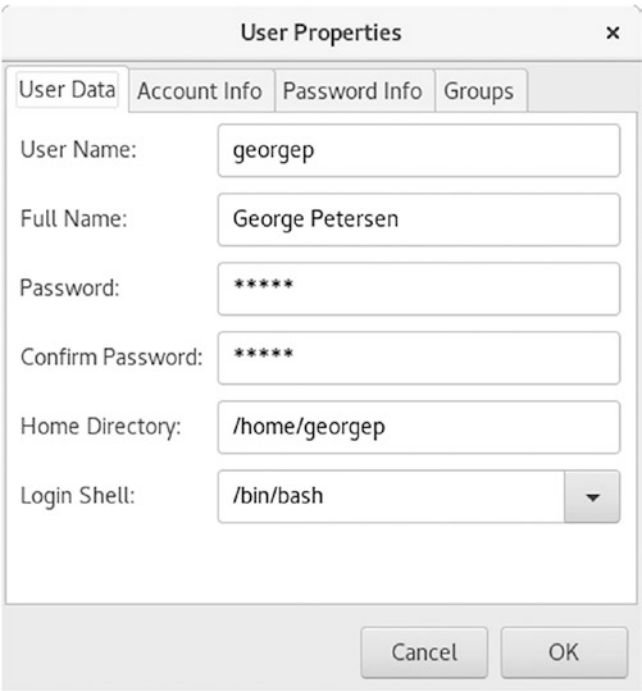 User Properties ×
User Data Account Info Password Info Groups
User Name: georgep
Full Name: George Petersen
Password: *****
Confirm Password: *****
Home Directory: /home/georgep
Login Shell: /bin/bash
Cancel OK